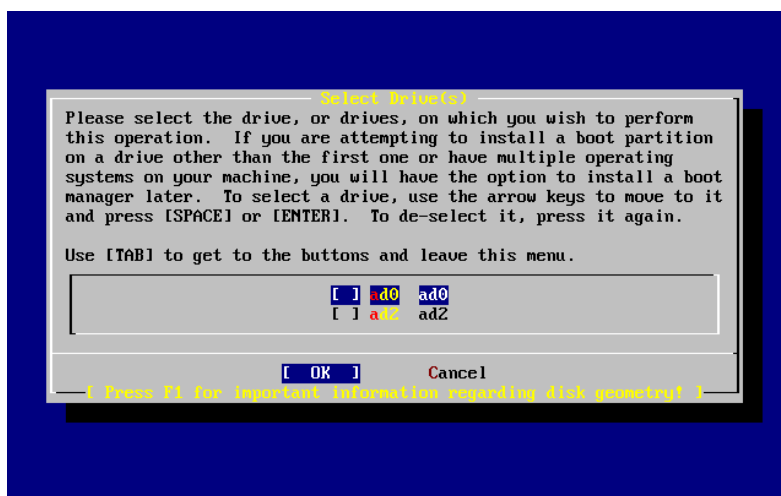 Select Drive(s)
Please select the drive, or drives, on which you wish to perform
this operation.  If you are attempting to install a boot partition
on a drive other than the first one or have multiple operating
systems on your machine, you will have the option to install a boot
manager later.  To select a drive, use the arrow keys to move to it
and press [SPACE] or [ENTER].  To de-select it, press it again.
Use [TAB] to get to the buttons and leave this menu.
[ ] ad0  ad0
[ ] ad2  ad2
[  OK  ]  Cancel
[ Press F1 for important information regarding disk geometry! ]